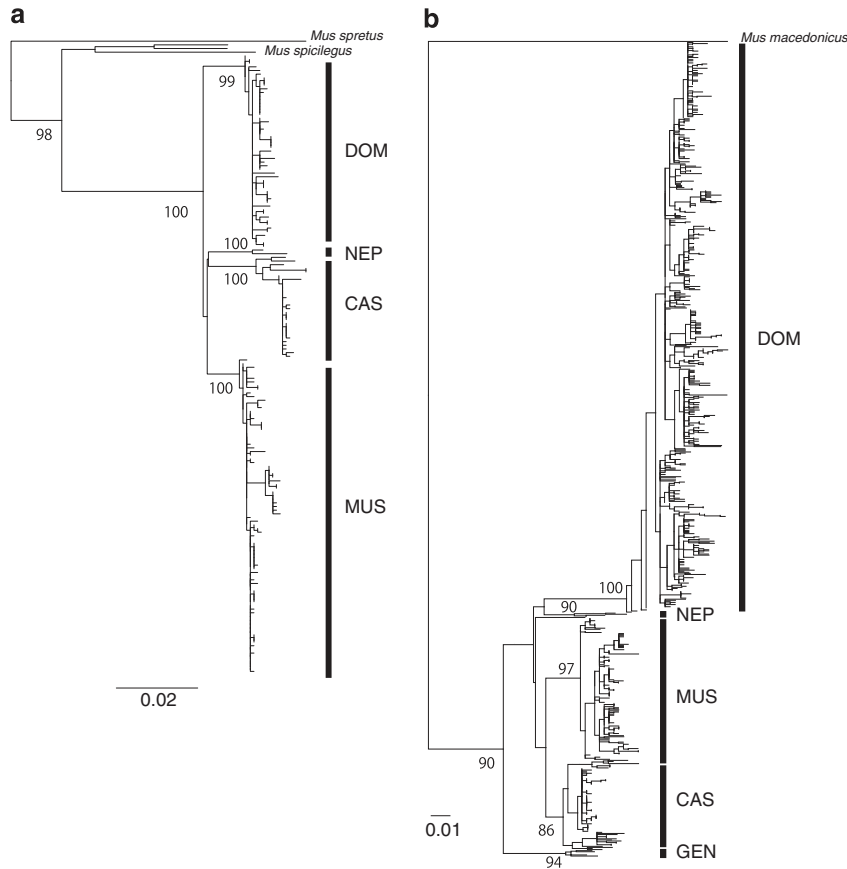 a
Mus spretus
Mus spicilegus
99
DOM
98
100
100
NEP
100
CAS
100
MUS
0.02
b
Mus macedonicus
DOM
100
90
NEP
97
MUS
90
CAS
0.01
86
GEN
94